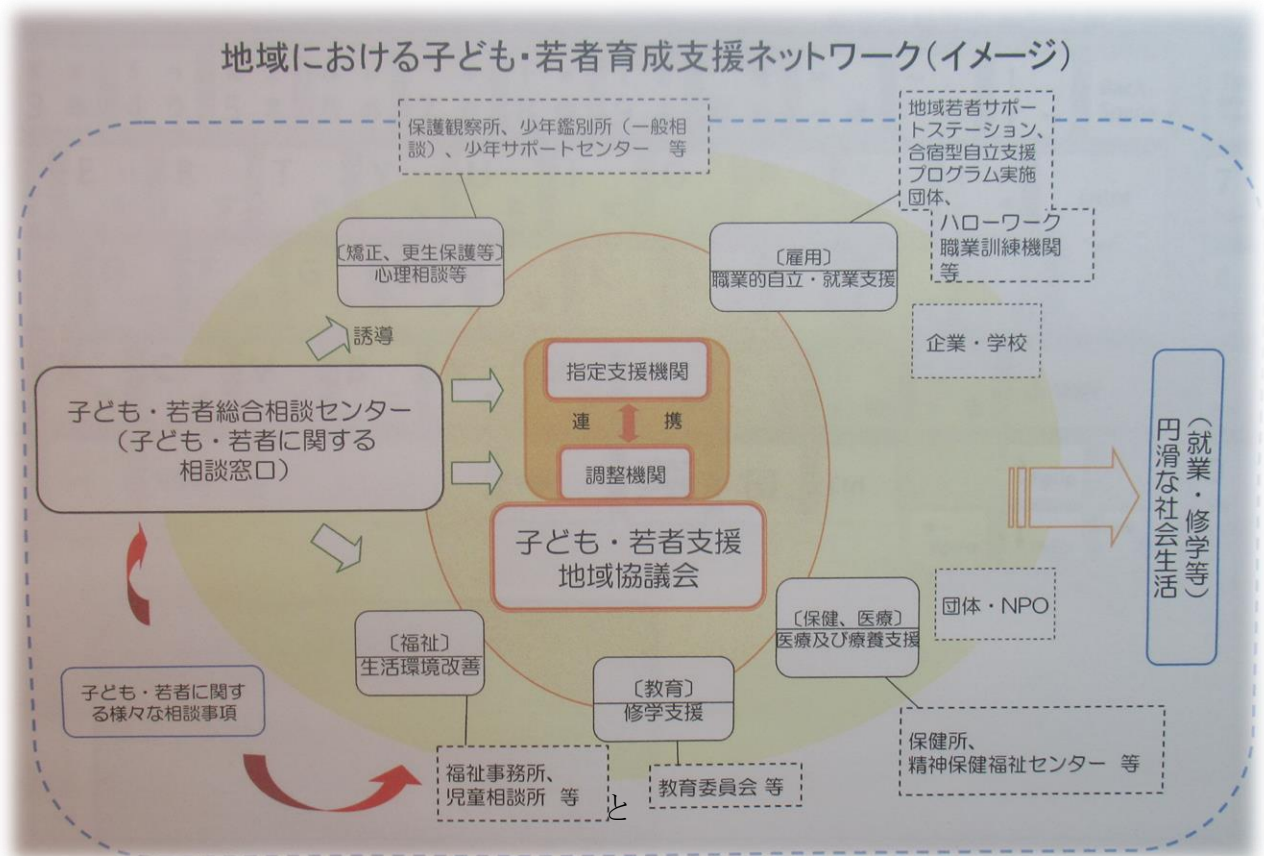 地域における子ども・若者育成支援ネットワーク(イメージ)
保護観察所、少年鑑別所（一般相
談）、少年サポートセンター 等
地域若者サポ
ートステーション、
合宿型自立支援
プログラム実施
団体、
ハローワーク
職業訓練機関
等
〔矯正、更生保護等〕
心理相談等
〔雇用〕
職業的自立・就業支援
誘導
企業・学校
指定支援機関
連 携
調整機関
子ども・若者総合相談センター
（子ども・若者に関する
相談窓口）
子ども・若者支援
地域協議会
円滑な社会生活
（就業・修学等）
団体・NPO
〔保健、医療〕
医療及び療養支援
〔福祉〕
生活環境改善
〔教育〕
修学支援
子ども・若者に関す
る様々な相談事項
保健所、
精神保健福祉センター 等
福祉事務所、
児童相談所 等
と
教育委員会 等